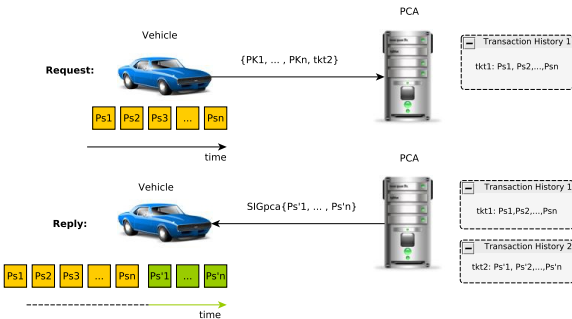 PCA
Vehicle
Transaction History 1
{PK1, ... , PKn, tkt2}
Request:
tkt1: Ps1, Ps2,...,Psn
Ps1 Ps2 Ps3 ... Psn
time
PCA
Vehicle
Transaction History 1
SIGpca{Ps'1, ... , Ps'n}
tkt1: Ps1,Ps2,...,Psn
Reply:
Transaction History 2
tkt2: Ps'1, Ps'2,...,Ps'n
Ps1 Ps2 Ps3 ... Psn Ps'1 ... Ps'n
time